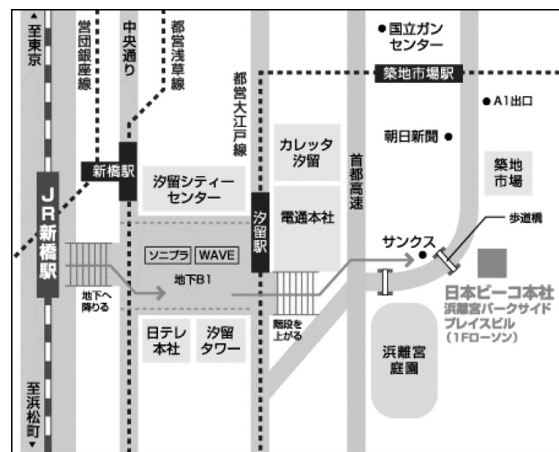 ▲至東京
営団銀座線
中央通り
都営浅草線
都営大江戸線
国立ガン
センター
築地市場駅
A1出口
朝日新聞
築地
市場
カレッタ
汐留
首都高速
新橋駅
汐留シティー
センター
JR新橋駅
汐留駅
電通本社
歩道橋
サンクス
ソニプラ
WAVE
地下B1
地下へ
降りる
階段を
上がる
日本ビーコ本社
浜離宮パークサイド
プレイスビル
(1Fローソン)
日テレ
本社
汐留
タワー
浜離宮
庭園
至浜松町▼